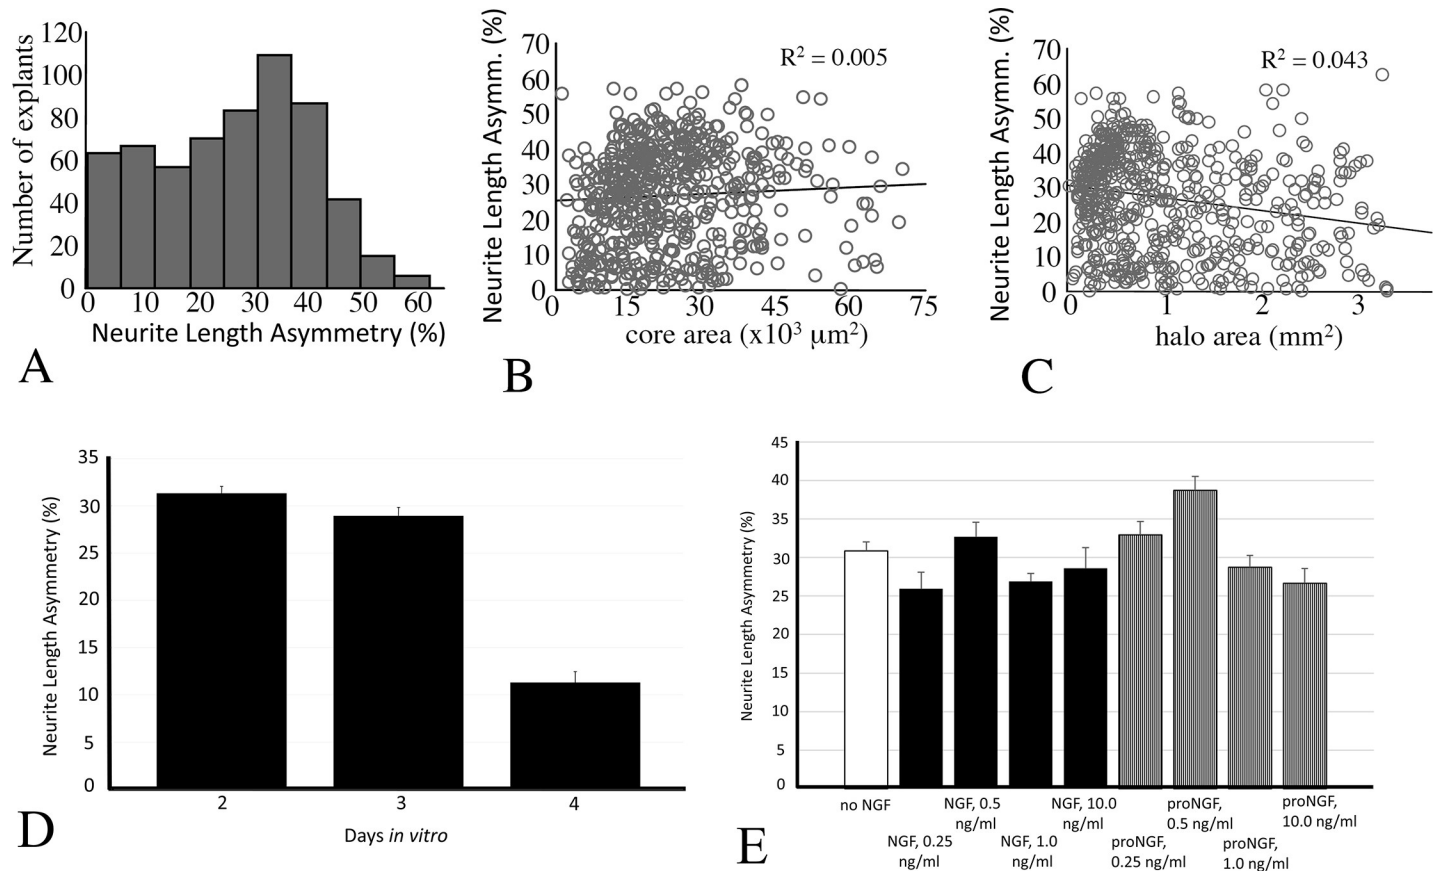 Number of explants
120
100
80
60
40
20
0
0 10 20 30 40 50 60
Neurite Length Asymmetry (%)
A
Neurite Length Asymm. (%)
70
60
50
40
30
20
10
0
R² = 0.005
0 15 30 45 60 75
core area (x10³ µm²)
B
Neurite Length Asymm. (%)
70
60
50
40
30
20
10
0
R² = 0.043
0 1 2 3
halo area (mm²)
C
Neurite Length Asymmetry (%)
35
30
25
20
15
10
5
0
2 3 4
Days in vitro
D
Neurite Length Asymmetry (%)
45
40
35
30
25
20
15
10
5
0
no NGF
NGF, 0.25
ng/ml
NGF, 0.5
ng/ml
NGF, 1.0
ng/ml
NGF, 10.0
ng/ml
proNGF,
0.25 ng/ml
proNGF,
0.5 ng/ml
proNGF,
1.0 ng/ml
proNGF,
10.0 ng/ml
E